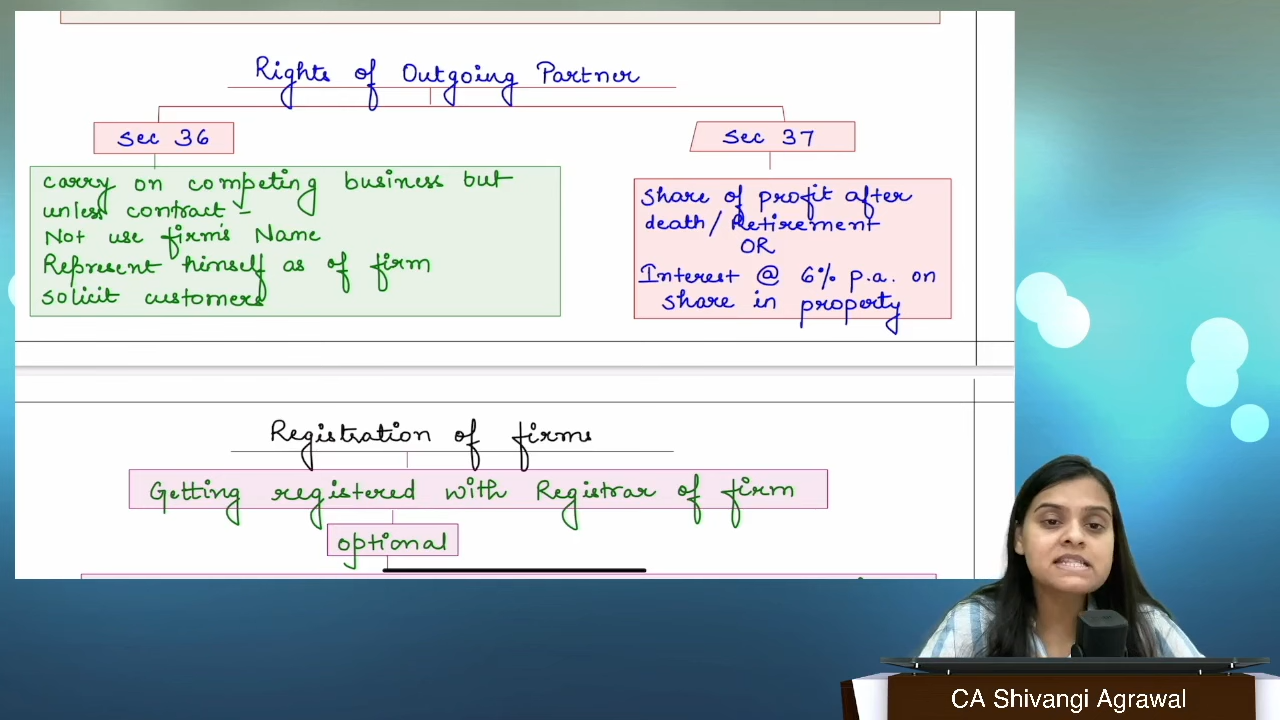 Rights of Outgoing Partner
Sec 36
Sec 37
carry on competing business but
unless contract -
Not use firm's Name
Represent himself as of firm
solicit customers
Share of profit after
death/Retirement
OR
Interest @ 6% p.a. on
share in property
Registration of firms
Getting registered with Registrar of firm
optional
CA Shivangi Agrawal